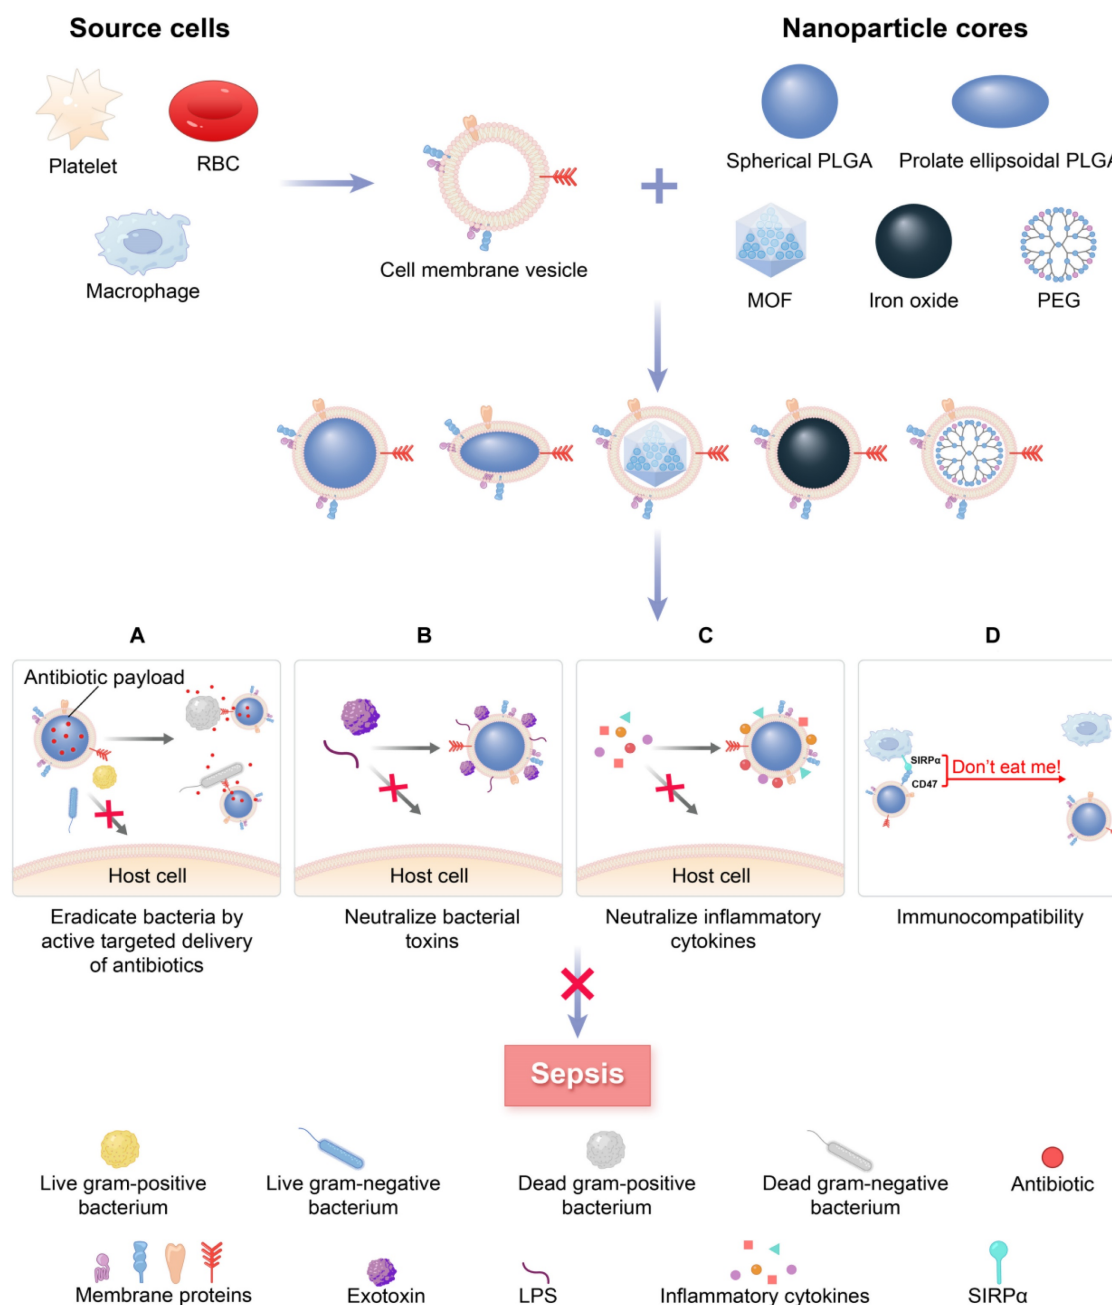 Source cells
Nanoparticle cores
Platelet
RBC
Macrophage
Cell membrane vesicle
Spherical PLGA
Prolate ellipsoidal PLGA
MOF
Iron oxide
PEG
A
B
C
D
Antibiotic payload
Host cell
Host cell
Host cell
SIRPα
CD47
Don't eat me!
Eradicate bacteria by
active targeted delivery
of antibiotics
Neutralize bacterial
toxins
Neutralize inflammatory
cytokines
Immunocompatibility
Sepsis
Live gram-positive
bacterium
Live gram-negative
bacterium
Dead gram-positive
bacterium
Dead gram-negative
bacterium
Antibiotic
Membrane proteins
Exotoxin
LPS
Inflammatory cytokines
SIRPα